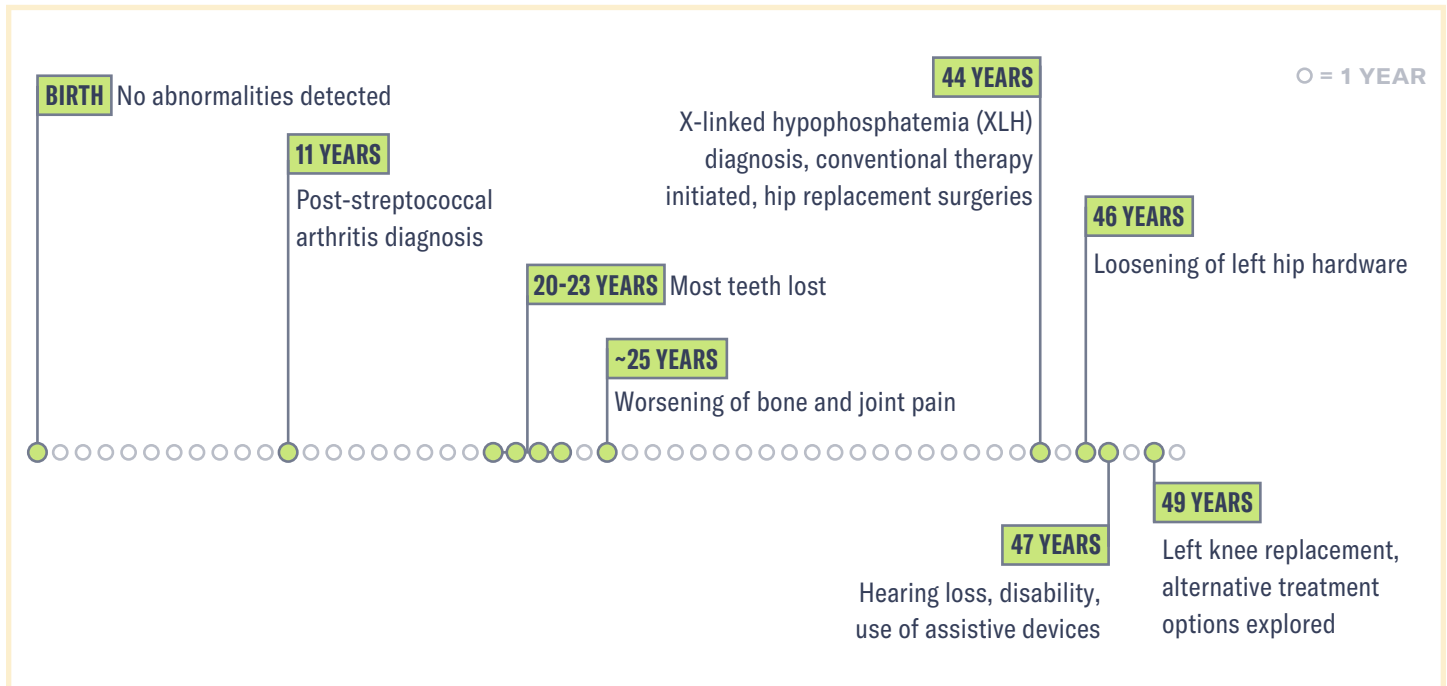 BIRTH No abnormalities detected
11 YEARS
Post-streptococcal
arthritis diagnosis
20-23 YEARS Most teeth lost
~25 YEARS
Worsening of bone and joint pain
44 YEARS
X-linked hypophosphatemia (XLH)
diagnosis, conventional therapy
initiated, hip replacement surgeries
46 YEARS
Loosening of left hip hardware
47 YEARS
Hearing loss, disability,
use of assistive devices
49 YEARS
Left knee replacement,
alternative treatment
options explored
O = 1 YEAR